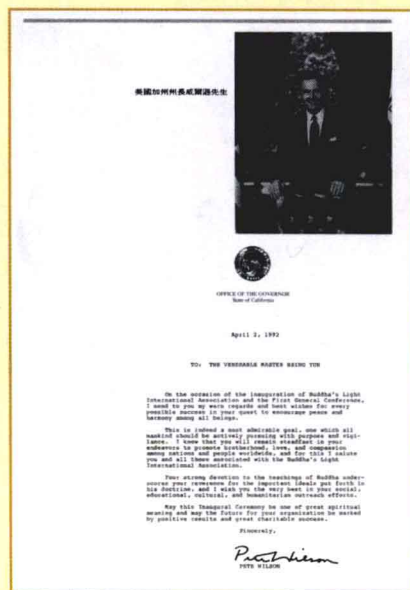 美國加州州長威爾遜先生
OFFICE OF THE GOVERNOR
State of California
April 2, 1992
TO: THE VENERABLE MASTER HSING YUN
On the occasion of the inauguration of Buddha's Light
International Association and the First General Conference,
I send to you my warm regards and best wishes for every
possible success in your quest to encourage peace and
harmony among all beings.
This is indeed a most admirable goal, one which all
mankind should be actively pursuing with purpose and vigi-
lance. I know that you will remain steadfast in your
endeavors to promote brotherhood, love, and compassion
among nations and people worldwide, and for this I salute
you and all those associated with the Buddha's Light
International Association.
Your strong devotion to the teachings of Buddha under-
scores your reverence for the important ideals put forth in
his doctrine, and I wish you the very best in your social,
educational, cultural, and humanitarian outreach efforts.
May this Inaugural Ceremony be one of great spiritual
meaning and may the future for your organization be marked
by positive results and great charitable success.
Sincerely,
Pete Wilson
PETE WILSON